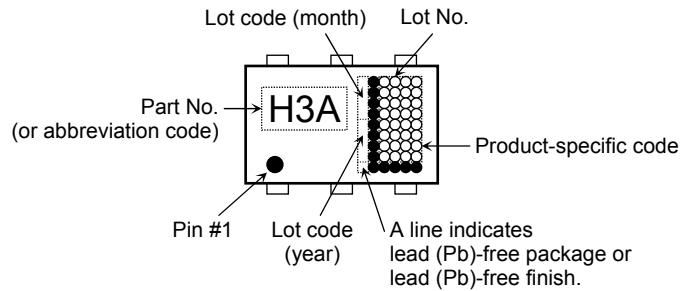 Lot code (month)
Lot No.
Part No.
(or abbreviation code)
H3A
Product-specific code
Pin #1
Lot code
(year)
A line indicates
lead (Pb)-free package or
lead (Pb)-free finish.